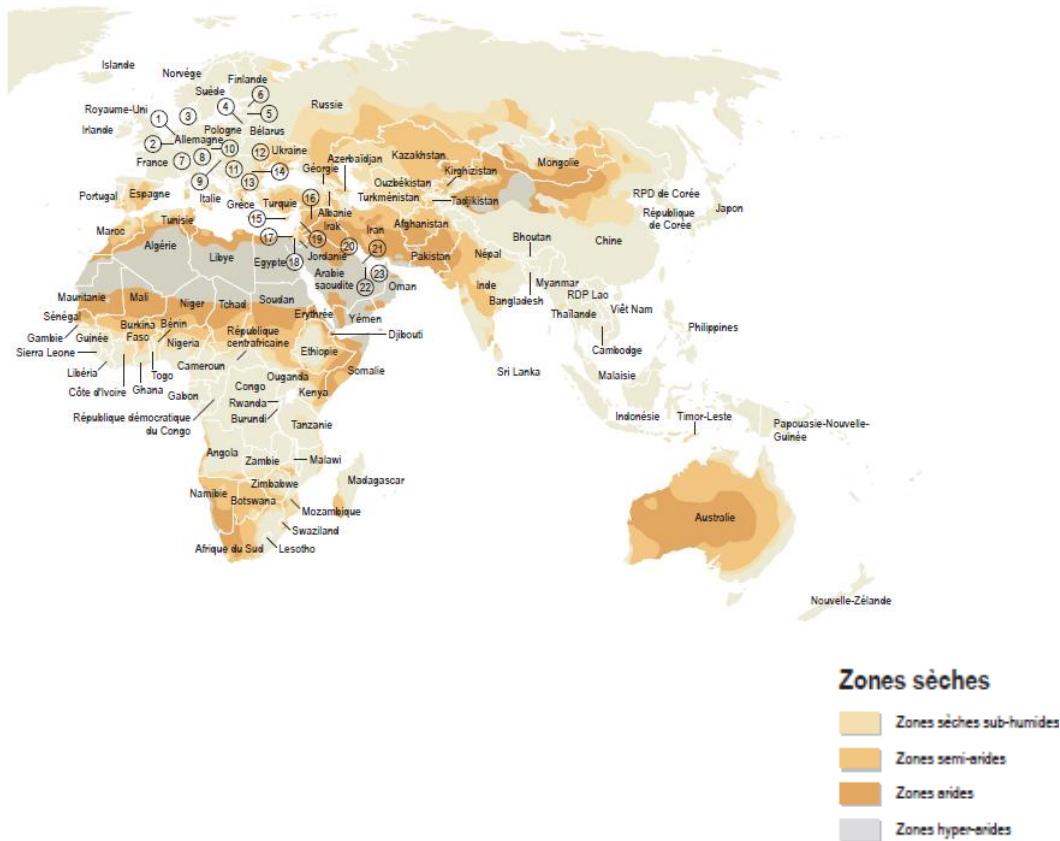 Islande
Norvège
Finlande
Suède
6
4
Royaume-Uni
3
5
Russie
1
Irlande
Pologne
Bélarus
2
Allemagne
10
12
Ukraine
France
7
8
11
14
9
13
Azerbaïdjan
Géorgie
Kazakhstan
Kirghizistan
Mongolie
Ouzbékistan
Turkménistan
Tadjikistan
RPD de Corée
République
de Corée
Japon
Portugal
Espagne
Italie
Grèce
Turquie
16
Albanie
15
Tunisie
Maroc
Irak
Iran
Afghanistan
17
19
20
21
Chine
Algérie
Libye
Egypte
18
Jordanie
Pakistan
Bhoutan
Népal
Arabie
saoudite
23
22
Oman
Inde
Myanmar
Bangladesh
RDP Lao
Thaïlande
Viêt Nam
Mauritanie
Mali
Niger
Tchad
Soudan
Erythrée
Yémen
Sénégal
Gambie
Guinée
Burkina
Faso
Bénin
Nigeria
République
centrafricaine
Djibouti
Philippines
Sierra Leone
Ethiopie
Cambodge
Libéria
Togo
Cameroun
Somalie
Sri Lanka
Malaisie
Côte d'Ivoire
Ghana
Gabon
Congo
Ouganda
Kenya
Rwanda
Burundi
République démocratique
du Congo
Tanzanie
Indonésie
Timor-Leste
Papouasie-Nouvelle-
Guinée
Angola
Zambie
Malawi
Zimbabwe
Madagascar
Namibie
Botswana
Mozambique
Swaziland
Afrique du Sud
Lesotho
Australie
Nouvelle-Zélande
Zones sèches
Zones sèches sub-humides
Zones semi-arides
Zones arides
Zones hyper-arides